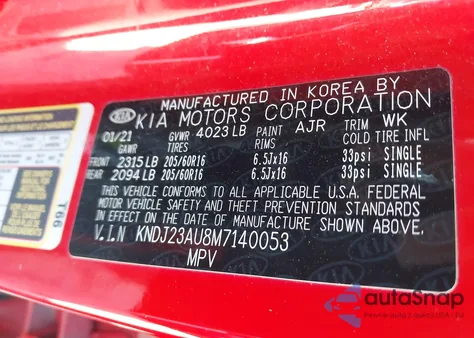 MANUFACTURED IN KOREA BY
KIA KIA MOTORS CORPORATION
01/21 GVWR 4023 LB PAINT AJR TRIM WK
GAWR TIRES RIMS COLD TIRE INFL
FRONT 2315 LB 205/60R16 6.5Jx16 33psi SINGLE
REAR 2094 LB 205/60R16 6.5Jx16 33psi SINGLE
THIS VEHICLE CONFORMS TO ALL APPLICABLE U.S.A. FEDERAL
MOTOR VEHICLE SAFETY AND THEFT PREVENTION STANDARDS
IN EFFECT ON THE DATE OF MANUFACTURE SHOWN ABOVE.
V.I.N KNDJ23AU8M7140053
MPV
T66
autaSnap